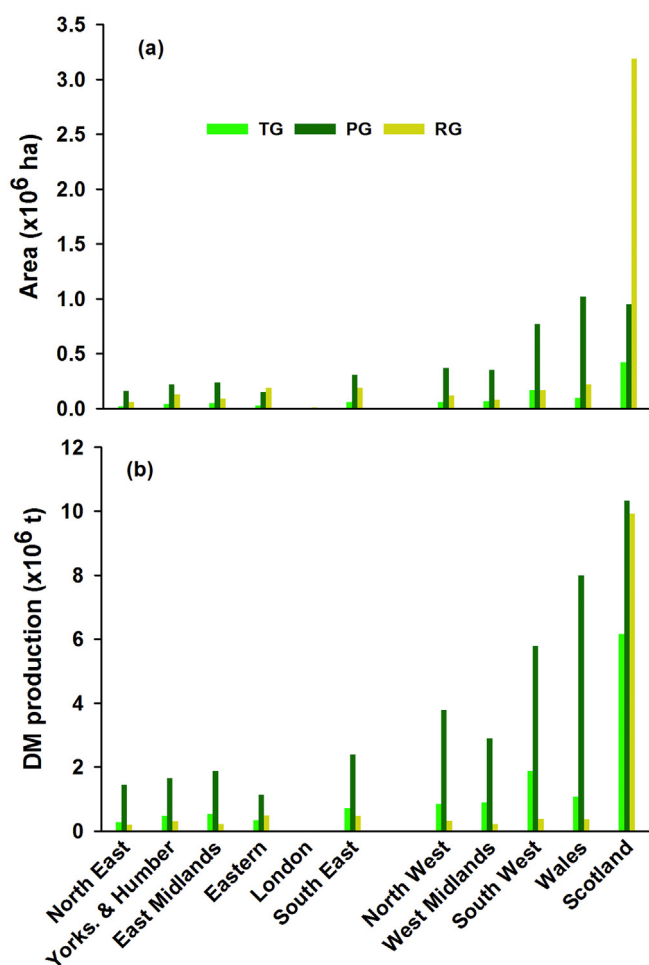 (a)
TG PG RG
Area (x10⁶ ha)
3.5
3.0
2.5
2.0
1.5
1.0
0.5
0.0
(b)
DM production (x10⁶ t)
12
10
8
6
4
2
0
North East
Yorks. & Humber
East Midlands
Eastern
London
South East
North West
West Midlands
South West
Wales
Scotland